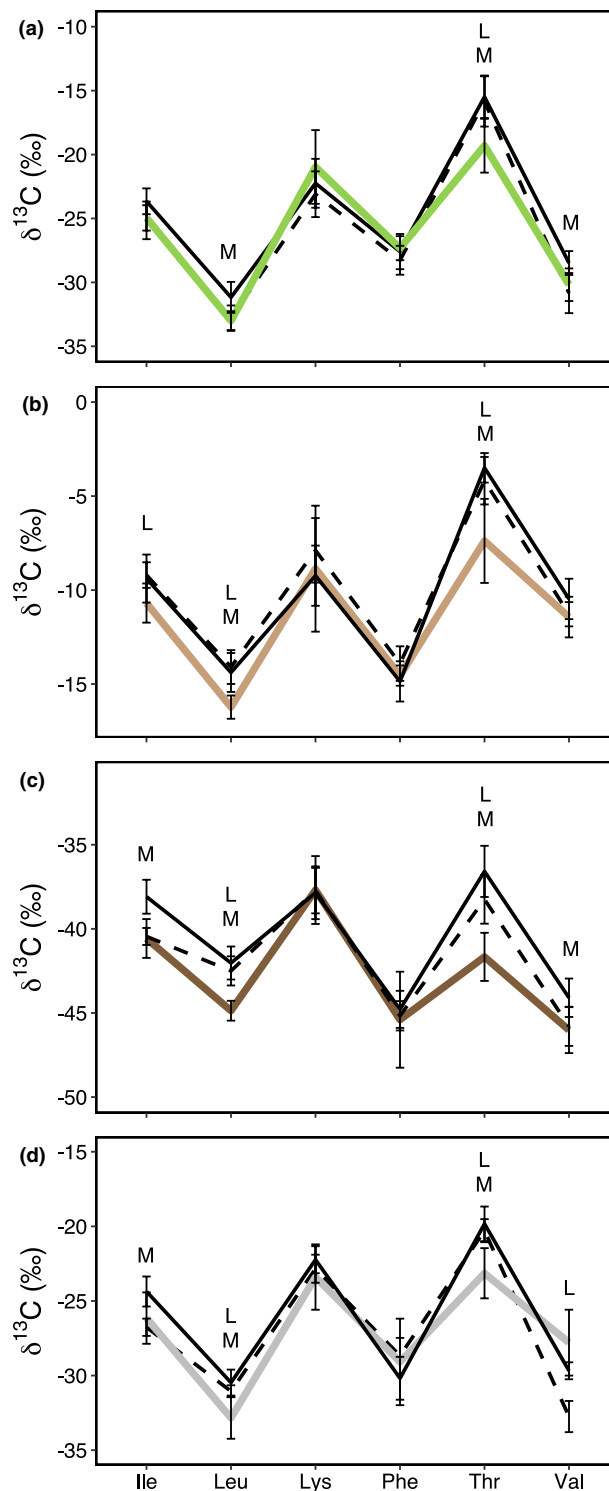 (a)
L
M
M
M
-10
-15
-20
-25
-30
-35
δ13C (‰)
(b)
L
M
L
L
M
0
-5
-10
-15
δ13C (‰)
(c)
L
M
M
L
M
M
-35
-40
-45
-50
δ13C (‰)
(d)
L
M
M
L
M
L
-15
-20
-25
-30
-35
δ13C (‰)
Ile Leu Lys Phe Thr Val